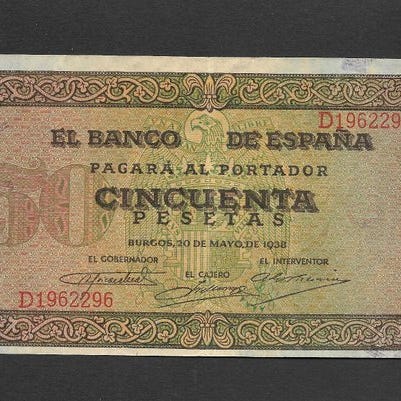 D1962296
EL BANCO DE ESPAÑA
PAGARÁ AL PORTADOR
50
CINCUENTA
PESETAS
BURGOS, 20 DE MAYO, DE 1938
EL GOBERNADOR EL CAJERO EL INTERVENTOR
D1962296